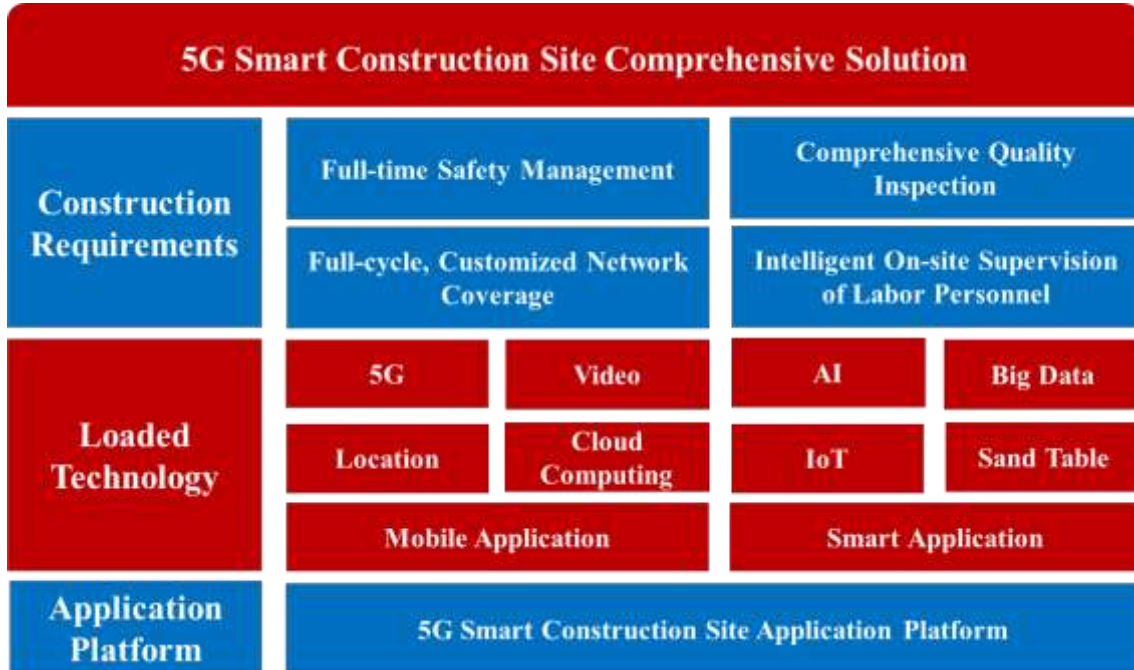 5G Smart Construction Site Comprehensive Solution
Construction
Requirements
Full-time Safety Management
Comprehensive Quality
Inspection
Full-cycle, Customized Network
Coverage
Intelligent On-site Supervision
of Labor Personnel
Loaded
Technology
5G
Video
AI
Big Data
Location
Cloud
Computing
IoT
Sand Table
Mobile Application
Smart Application
Application
Platform
5G Smart Construction Site Application Platform